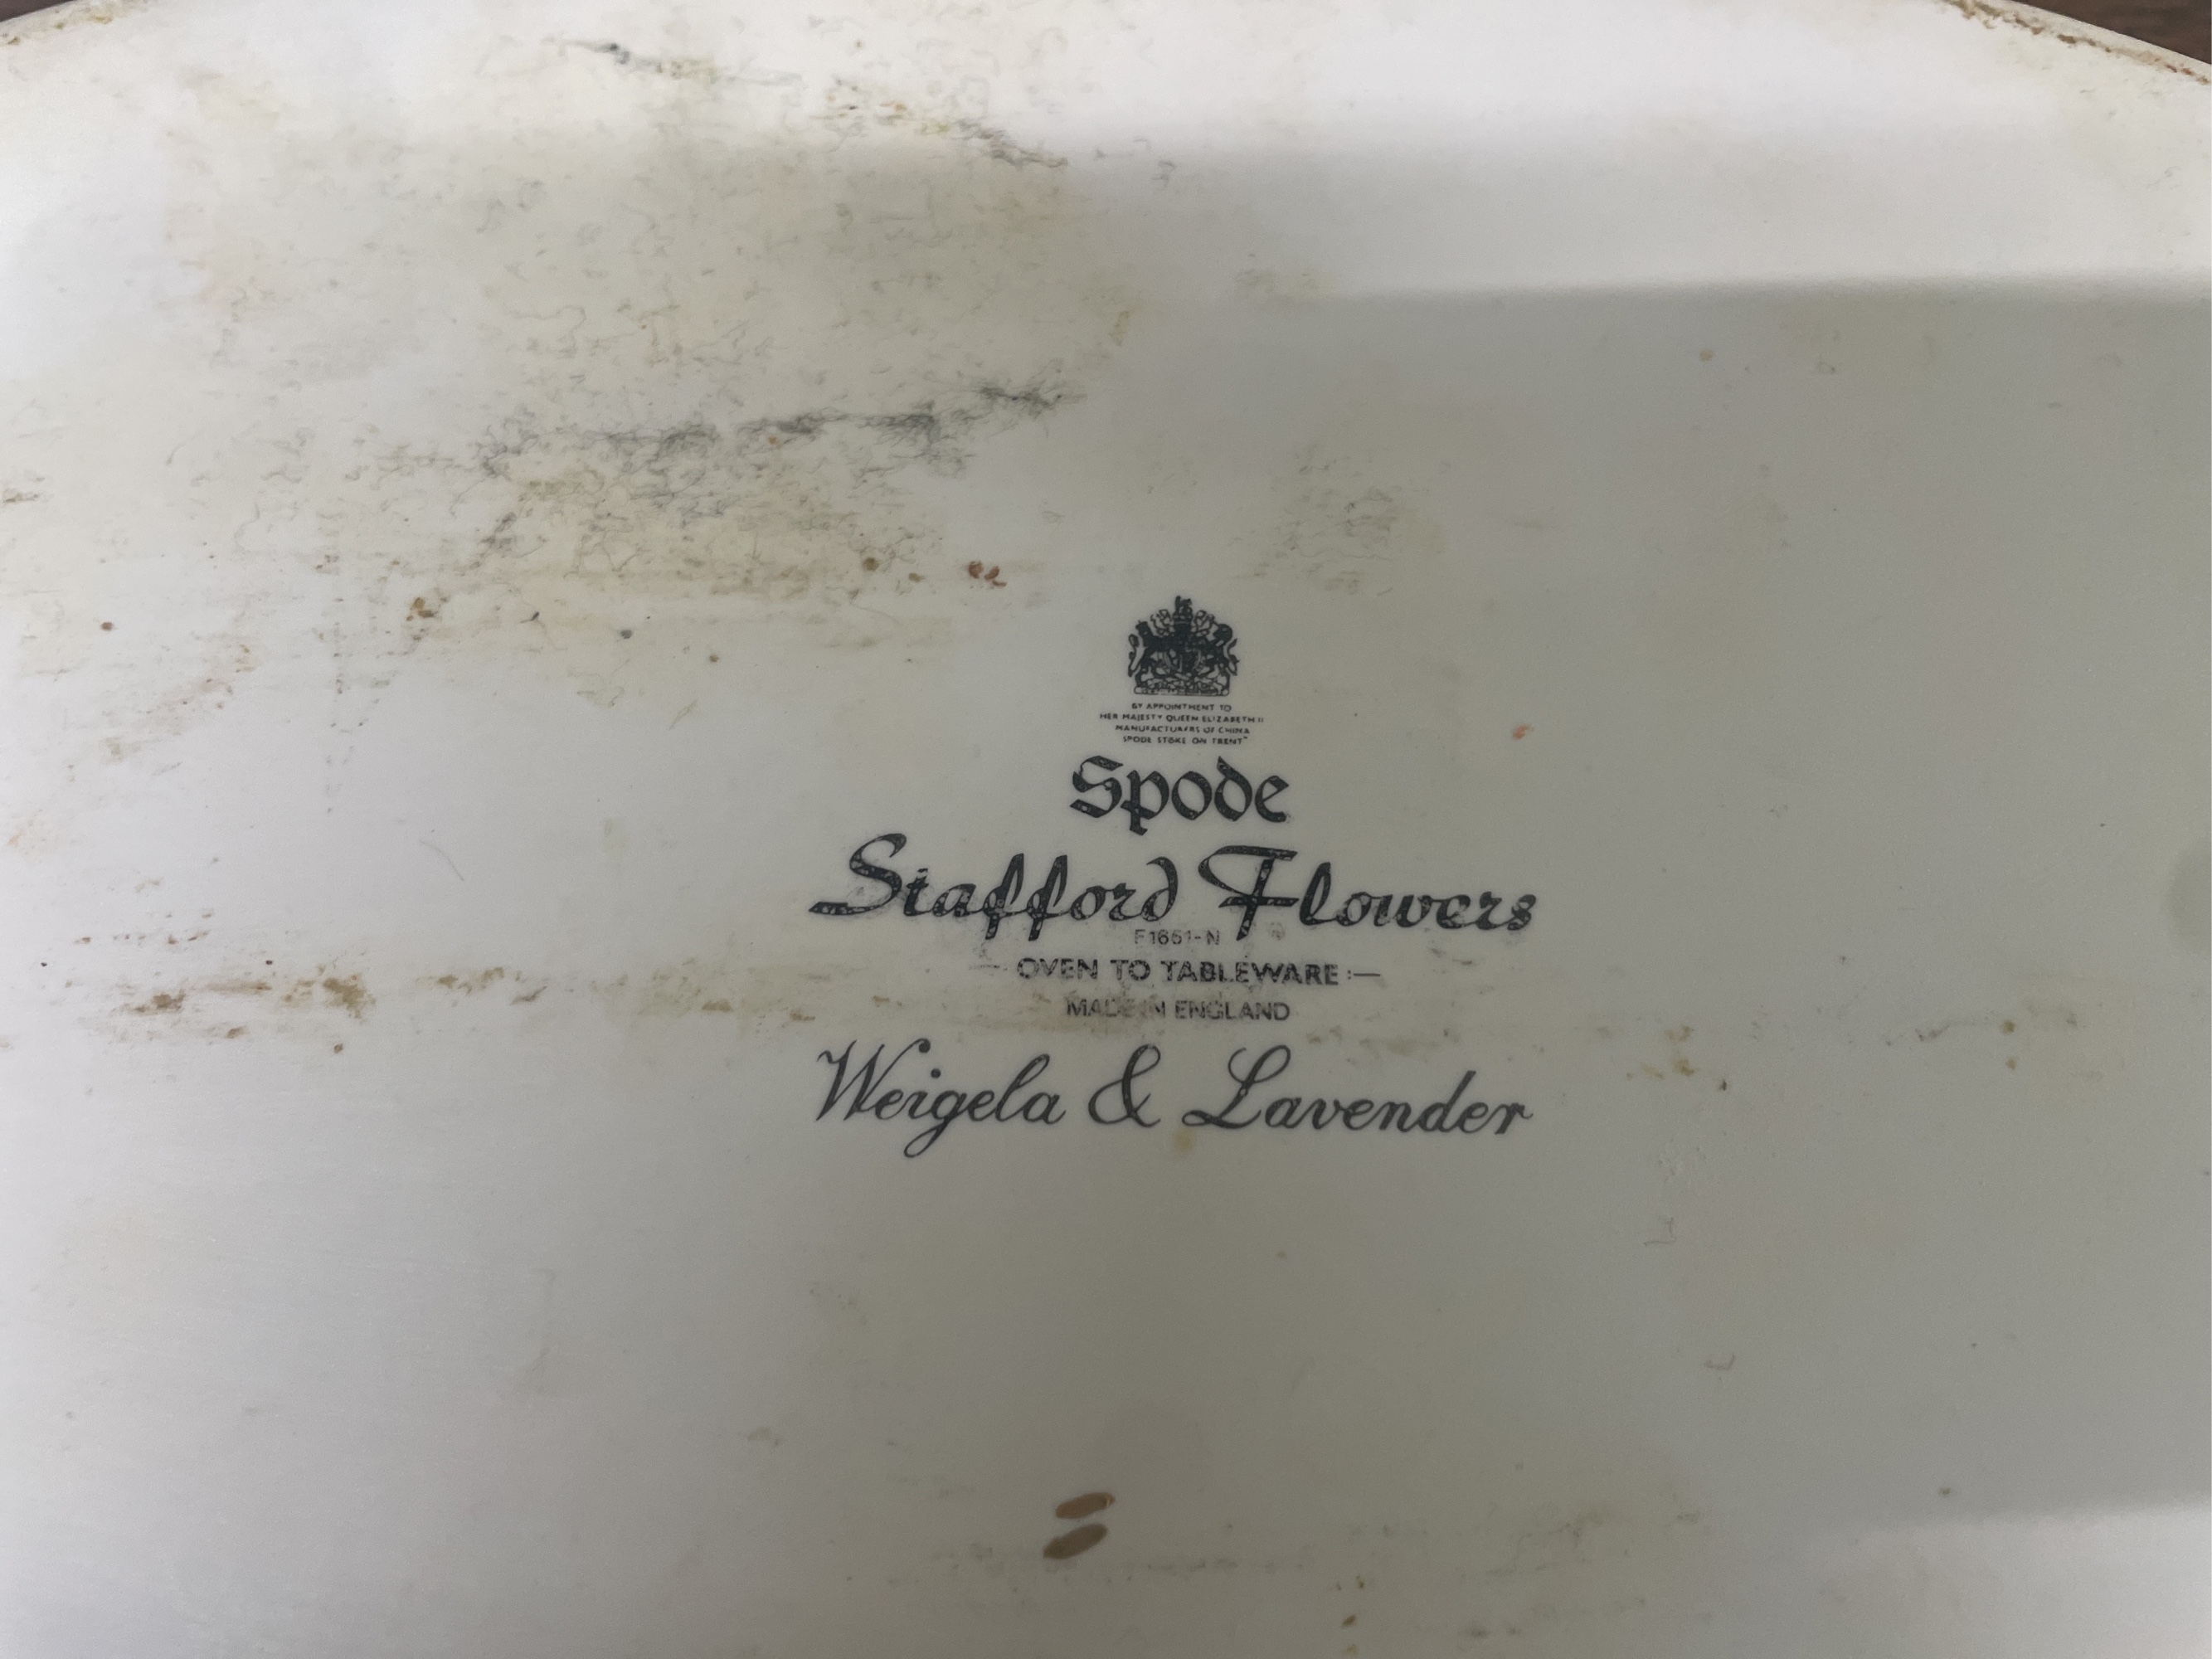 BY APPOINTMENT TO
HER MAJESTY QUEEN ELIZABETH II
MANUFACTURERS OF CHINA
SPODE STOKE ON TRENT
Spode
Stafford Flowers
F1651-N
OVEN TO TABLEWARE
MADE IN ENGLAND
Weigela & Lavender